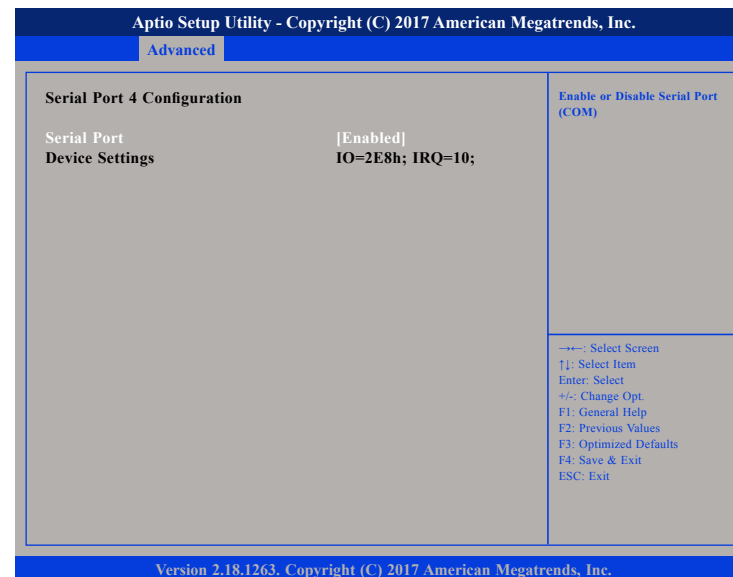 Aptio Setup Utility - Copyright (C) 2017 American Megatrends, Inc.
Advanced
Serial Port 4 Configuration
Serial Port [Enabled]
Device Settings IO=2E8h; IRQ=10;
Enable or Disable Serial Port
(COM)
→←: Select Screen
↑↓: Select Item
Enter: Select
+/-: Change Opt.
F1: General Help
F2: Previous Values
F3: Optimized Defaults
F4: Save & Exit
ESC: Exit
Version 2.18.1263. Copyright (C) 2017 American Megatrends, Inc.